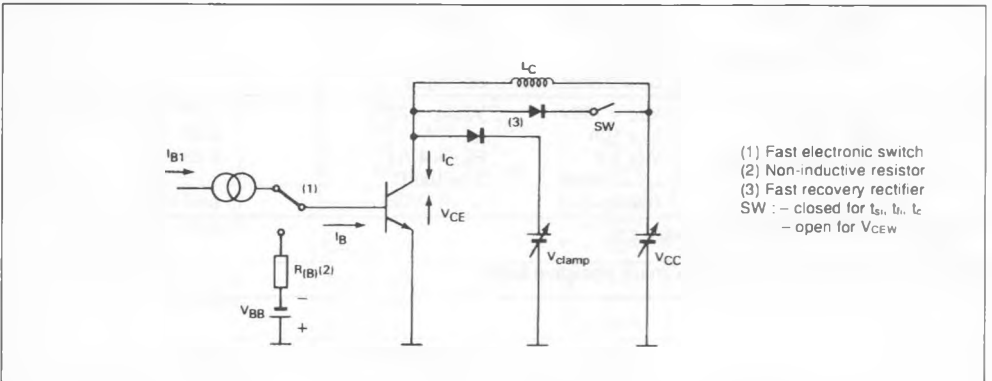 L_C
(3)
SW
I_B1
(1)
I_C
V_CE
I_B
R_(B)(2)
V_BB
−
+
V_clamp
V_CC
(1) Fast electronic switch
(2) Non-inductive resistor
(3) Fast recovery rectifier
SW : – closed for t_si, t_fi, t_c
– open for V_CEW